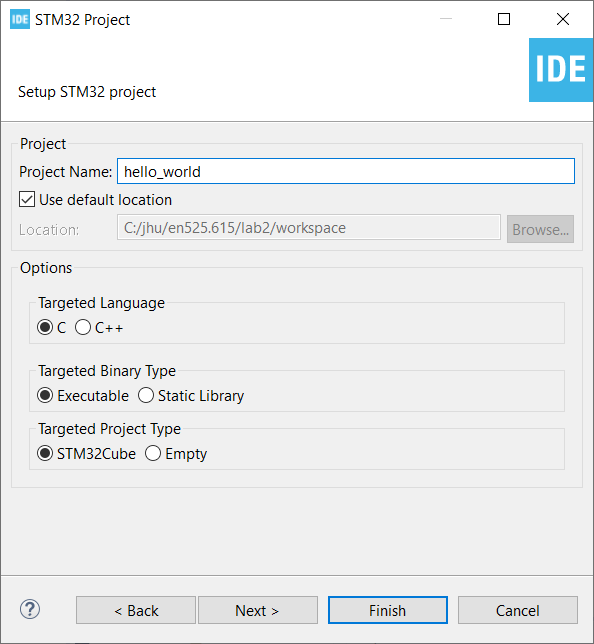 IDE STM32 Project
IDE
Setup STM32 project
Project
Project Name: hello_world
Use default location
Location: C:/jhu/en525.615/lab2/workspace Browse...
Options
Targeted Language
C C++
Targeted Binary Type
Executable Static Library
Targeted Project Type
STM32Cube Empty
? < Back Next > Finish Cancel